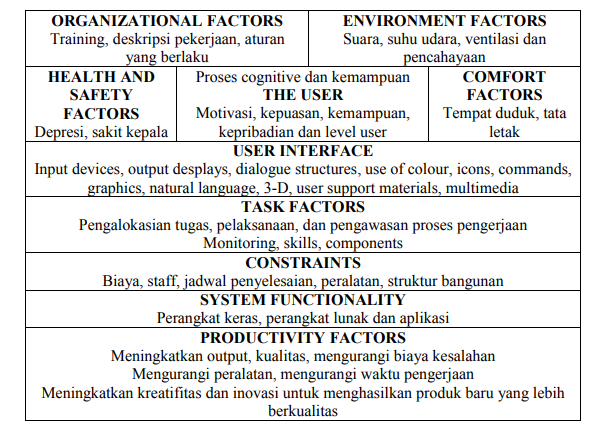 ORGANIZATIONAL FACTORS
Training, deskripsi pekerjaan, aturan
yang berlaku
ENVIRONMENT FACTORS
Suara, suhu udara, ventilasi dan
pencahayaan
HEALTH AND
SAFETY
FACTORS
Depresi, sakit kepala
Proses cognitive dan kemampuan
THE USER
Motivasi, kepuasan, kemampuan,
kepribadian dan level user
COMFORT
FACTORS
Tempat duduk, tata
letak
USER INTERFACE
Input devices, output desplays, dialogue structures, use of colour, icons, commands,
graphics, natural language, 3-D, user support materials, multimedia
TASK FACTORS
Pengalokasian tugas, pelaksanaan, dan pengawasan proses pengerjaan
Monitoring, skills, components
CONSTRAINTS
Biaya, staff, jadwal penyelesaian, peralatan, struktur bangunan
SYSTEM FUNCTIONALITY
Perangkat keras, perangkat lunak dan aplikasi
PRODUCTIVITY FACTORS
Meningkatkan output, kualitas, mengurangi biaya kesalahan
Mengurangi peralatan, mengurangi waktu pengerjaan
Meningkatkan kreatifitas dan inovasi untuk menghasilkan produk baru yang lebih
berkualitas